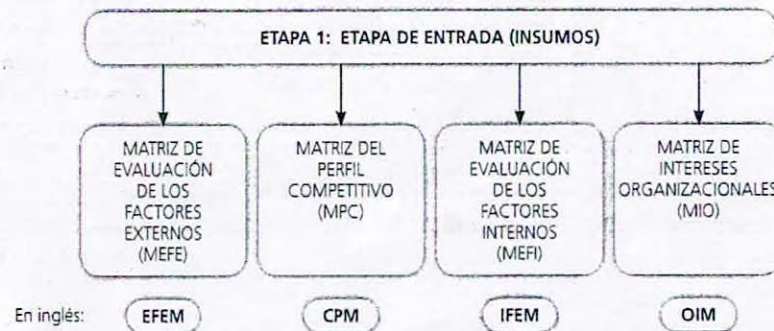 ETAPA 1: ETAPA DE ENTRADA (INSUMOS)
MATRIZ DE
EVALUACIÓN
DE LOS
FACTORES
EXTERNOS
(MEFE)
MATRIZ DEL
PERFIL
COMPETITIVO
(MPC)
MATRIZ DE
EVALUACIÓN
DE LOS
FACTORES
INTERNOS
(MEFI)
MATRIZ DE
INTERESES
ORGANIZACIONALES
(MIO)
En inglés:
EFEM
CPM
IFEM
OIM